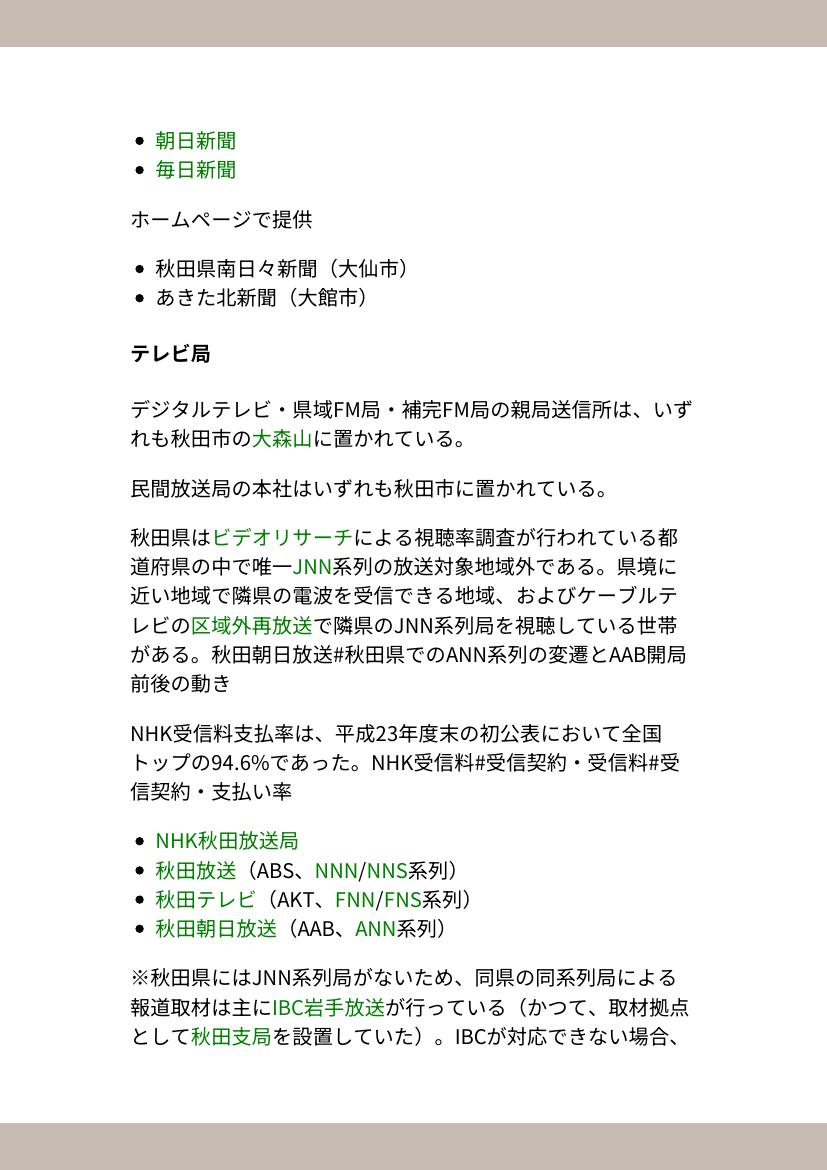 • 朝日新聞
• 毎日新聞
ホームページで提供
• 秋田県南日々新聞（大仙市）
• あきた北新聞（大館市）
テレビ局
デジタルテレビ・県域FM局・補完FM局の親局送信所は、いず
れも秋田市の大森山に置かれている。
民間放送局の本社はいずれも秋田市に置かれている。
秋田県はビデオリサーチによる視聴率調査が行われている都
道府県の中で唯一JNN系列の放送対象地域外である。県境に
近い地域で隣県の電波を受信できる地域、およびケーブルテ
レビの区域外再放送で隣県のJNN系列局を視聴している世帯
がある。秋田朝日放送#秋田県でのANN系列の変遷とAAB開局
前後の動き
NHK受信料支払率は、平成23年度末の初公表において全国
トップの94.6%であった。NHK受信料#受信契約・受信料#受
信契約・支払い率
• NHK秋田放送局
• 秋田放送（ABS、NNN/NNS系列）
• 秋田テレビ（AKT、FNN/FNS系列）
• 秋田朝日放送（AAB、ANN系列）
※秋田県にはJNN系列局がないため、同県の同系列局による
報道取材は主にIBC岩手放送が行っている（かつて、取材拠点
として秋田支局を設置していた）。IBCが対応できない場合、